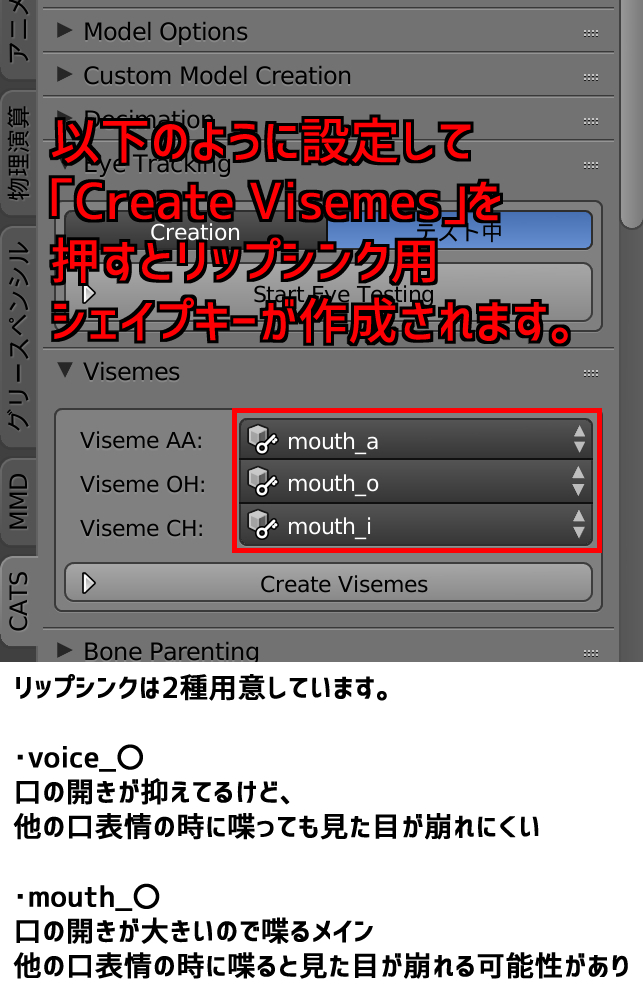 アニメ
Model Options
Custom Model Creation
Decimation
以下のように設定して
Eye Tracking
物理演算
「Create Visemes」を
Creation
テスト中
押すとリップシンク用
Start Eye Testing
シェイプキーが作成されます。
グリースペンシル
Visemes
Viseme AA:
mouth_a
Viseme OH:
mouth_o
Viseme CH:
mouth_i
MMD
Create Visemes
CATS
Bone Parenting
リップシンクは2種用意しています。
・voice_〇
口の開きが抑えてるけど、
他の口表情の時に喋っても見た目が崩れにくい
・mouth_〇
口の開きが大きいので喋るメイン
他の口表情の時に喋ると見た目が崩れる可能性があり